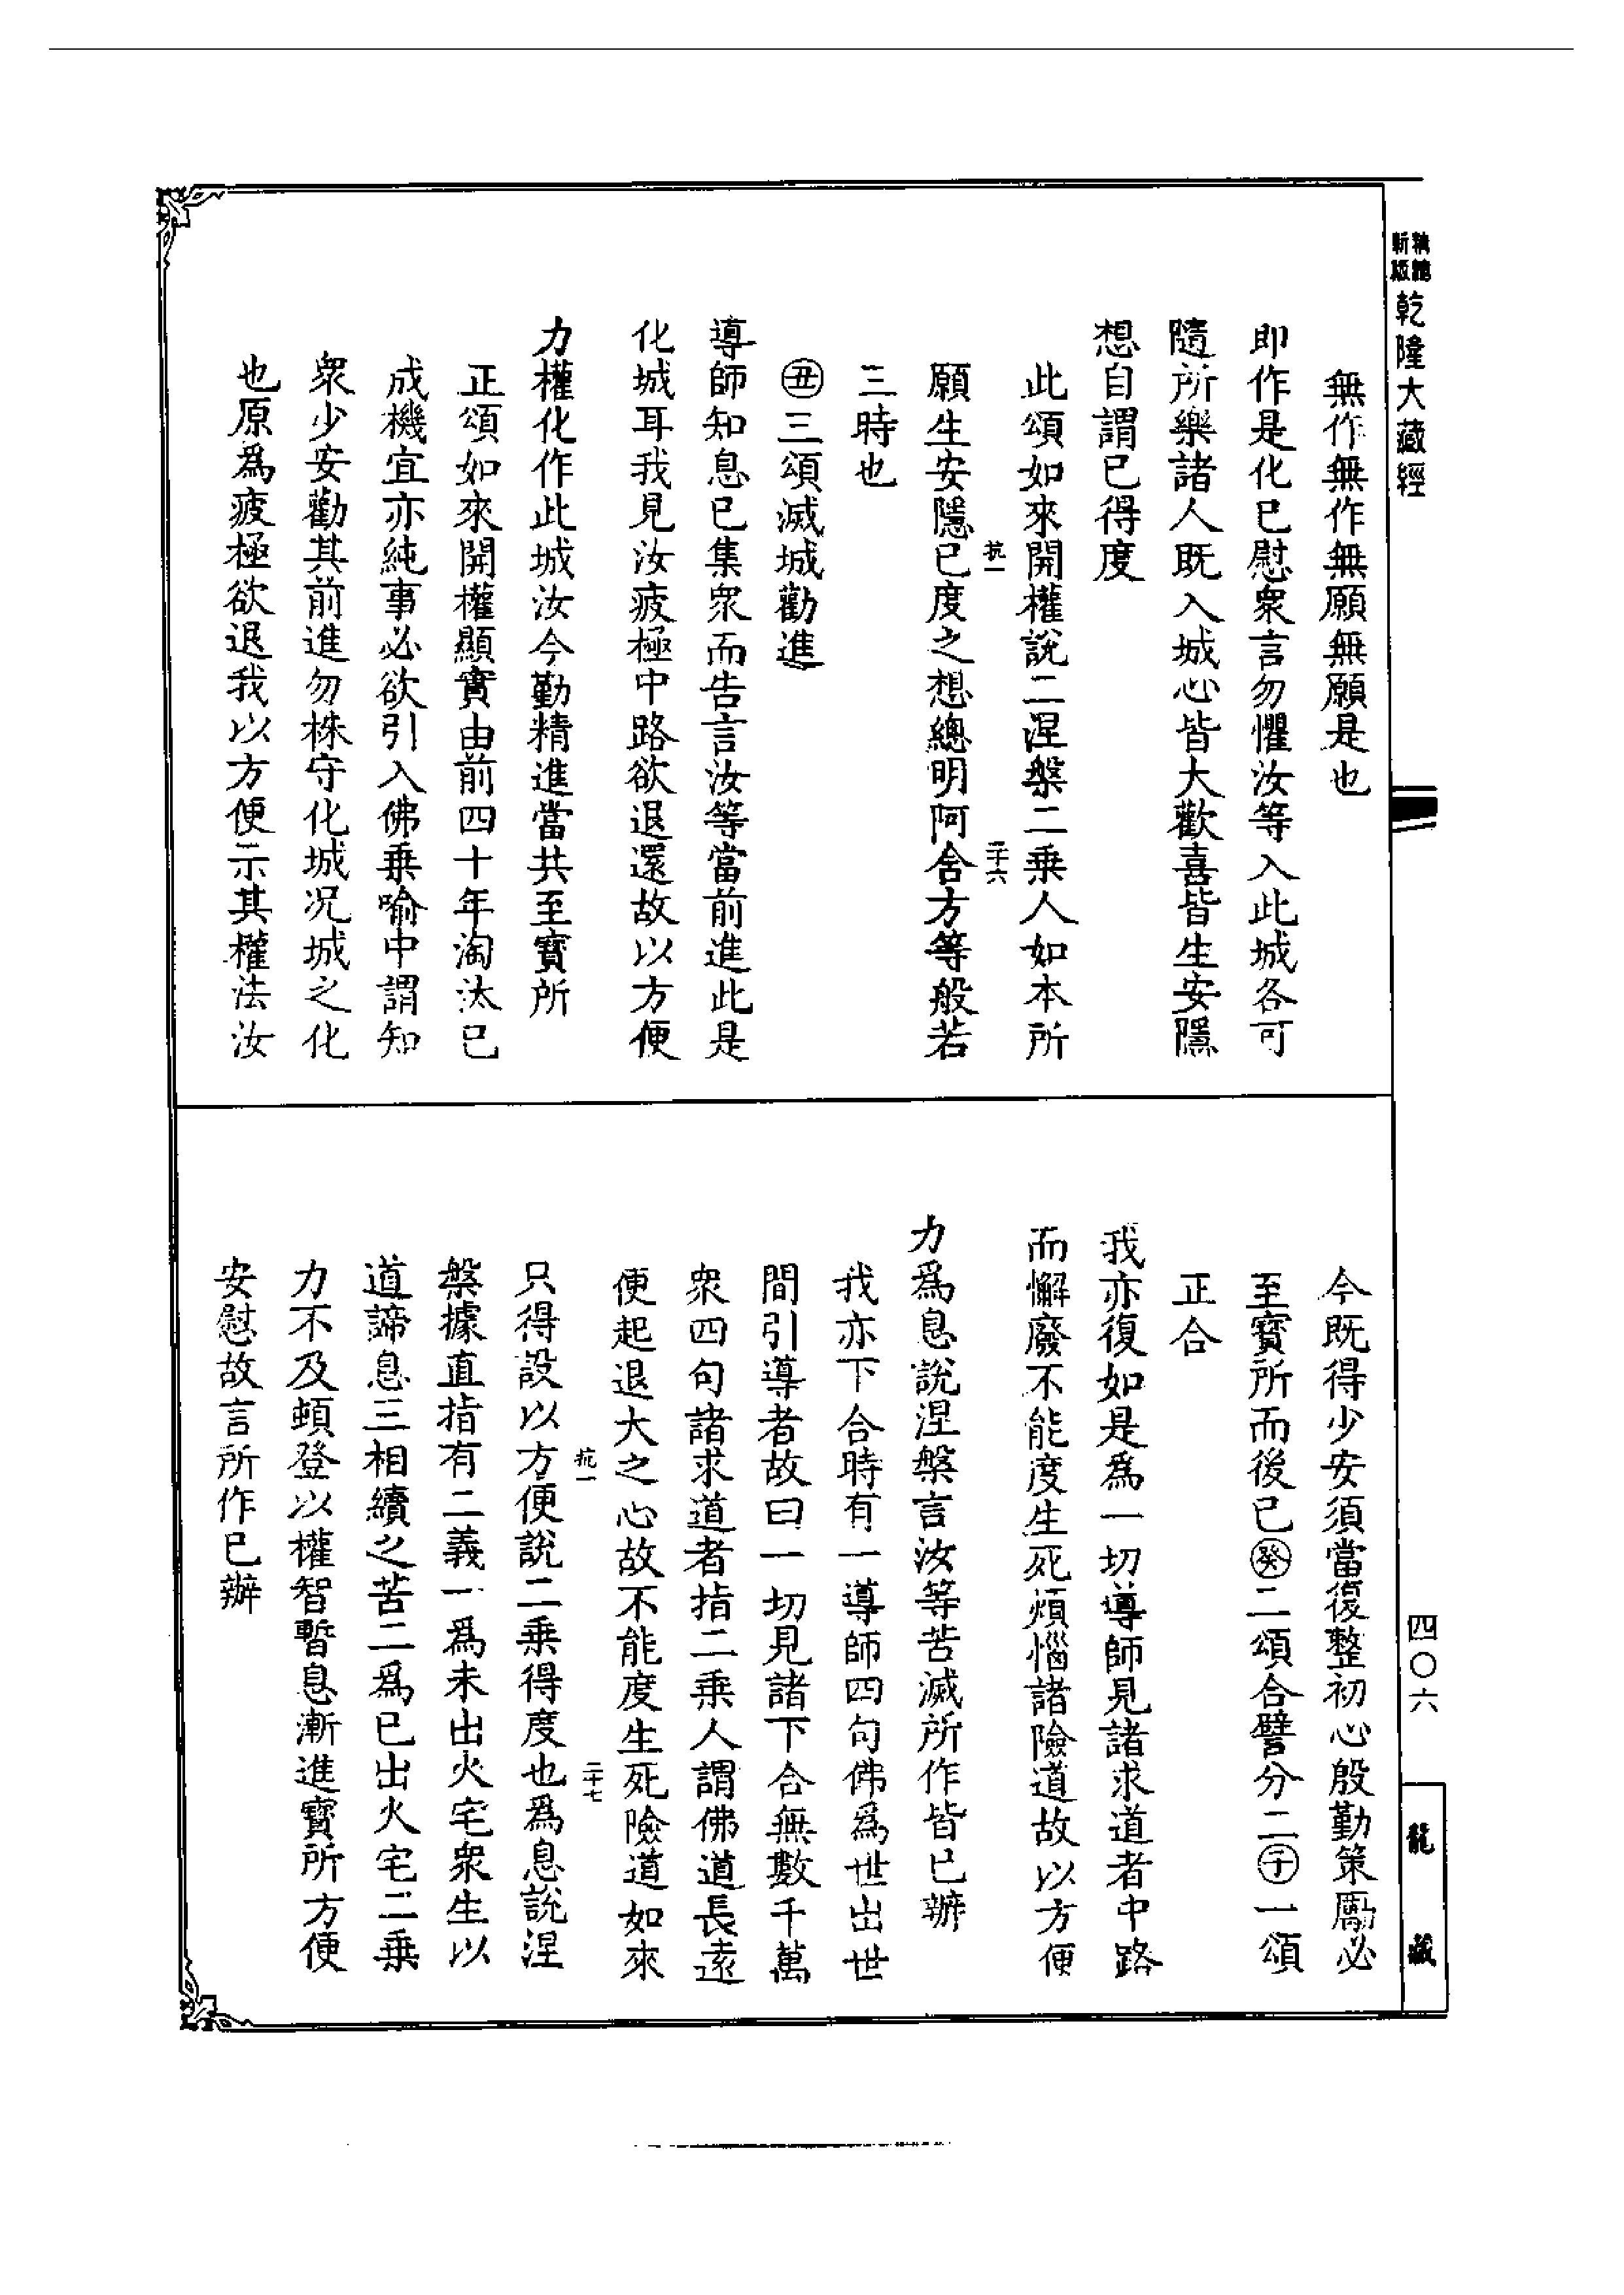 新版
精縮
乾隆大藏經
四〇六
龍藏
無作無作無願無願是也
即作是化已慰衆言勿懼汝等入此城各可
隨所樂諸人既入城心皆大歡喜皆生安隱
想自謂已得度
此頌如來開權說二涅槃二乘人如本所
抗一
二十六
願生安隱已度之想總明阿含方等般若
三時也
㊄三頌滅城勸進
導師知息已集衆而告言汝等當前進此是
化城耳我見汝疲極中路欲退還故以方便
力權化作此城汝今勤精進當共至寶所
正頌如來開權顯實由前四十年淘汰已
成機宜亦純事必欲引入佛乘喻中謂知
衆少安勸其前進勿株守化城况城之化
也原爲疲極欲退我以方便示其權法汝
今既得少安須當復整初心殷勤策勵必
至寶所而後已癸二頌合譬分二子一頌
正合
我亦復如是爲一切導師見諸求道者中路
而懈廢不能度生死煩惱諸險道故以方便
力爲息說涅槃言汝等苦滅所作皆已辦
我亦下合時有一導師四句佛爲世出世
間引導者故曰一切見諸下合無數千萬
衆四句諸求道者指二乘人謂佛道長遠
便起退大之心故不能度生死險道如來
抗一
二十七
只得設以方便說二乘得度也爲息說涅
槃據直指有二義一爲未出火宅衆生以
道諦息三相續之苦二爲已出火宅二乘
力不及頓登以權智暫息漸進寶所方便
安慰故言所作已辦